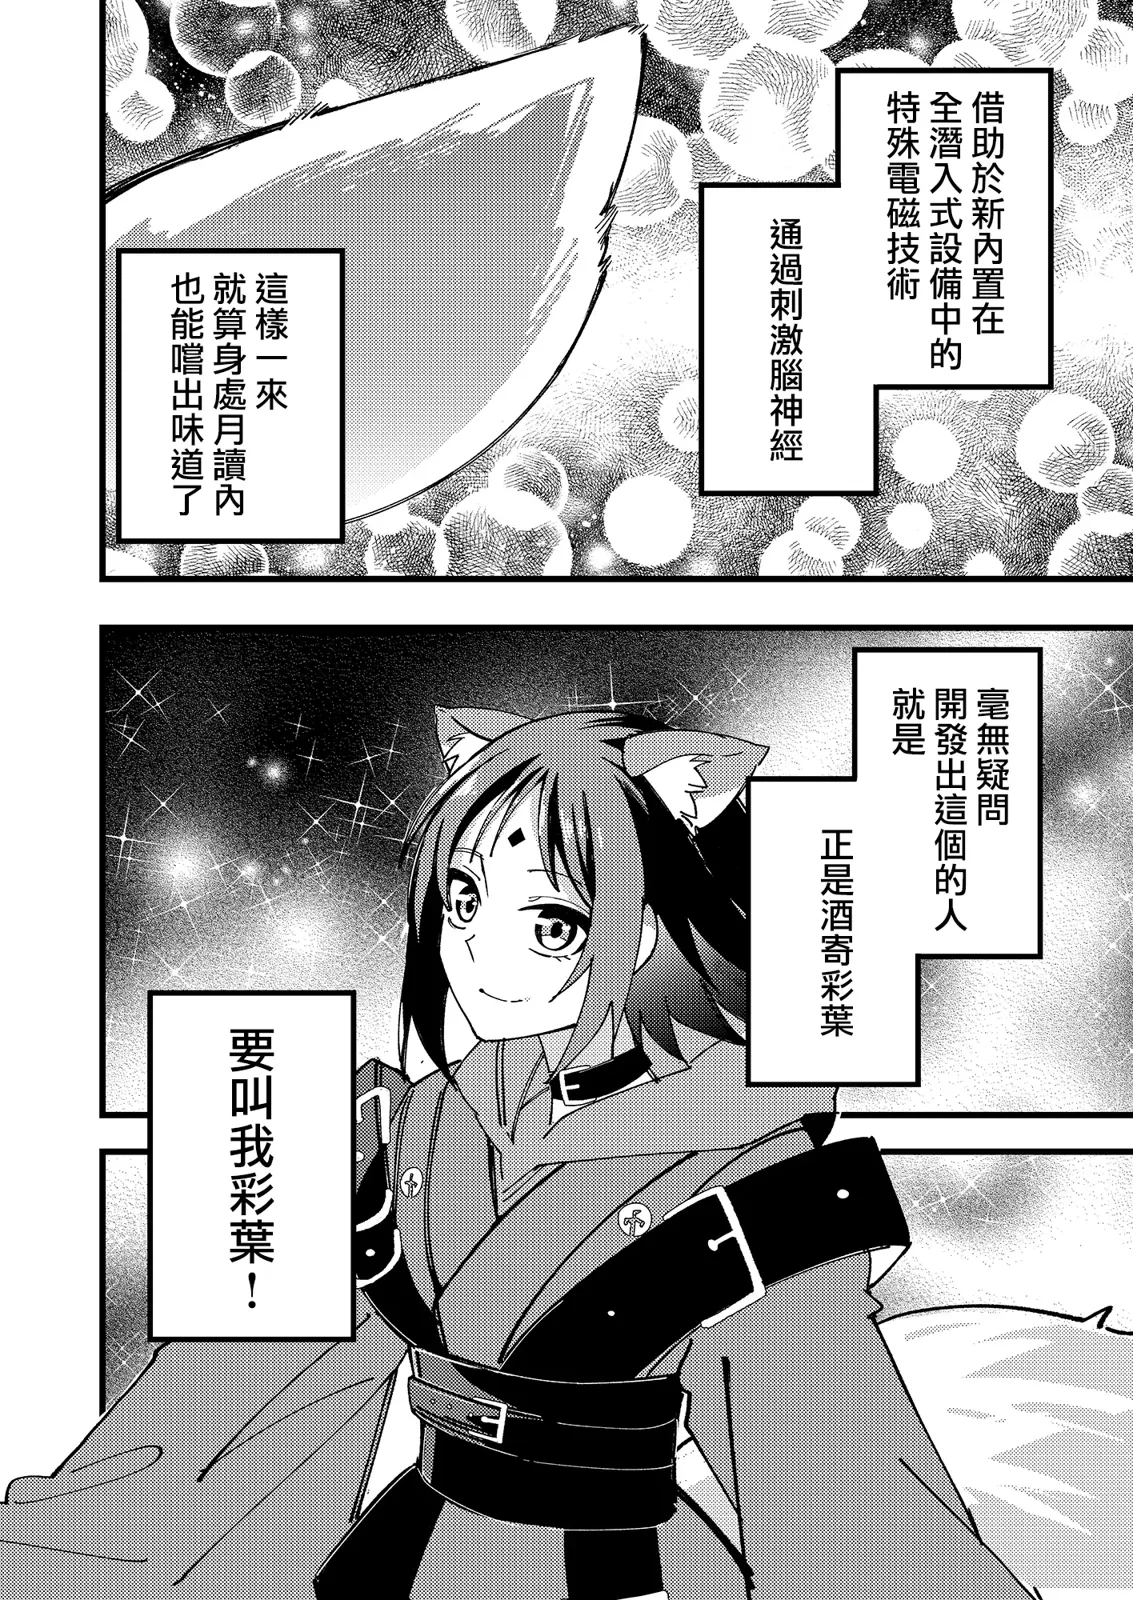 借助於新內置在
全潛入式設備中的
特殊電磁技術
通過刺激腦神經
這樣一來
就算身處月讀內
也能嚐出味道了
毫無疑問
開發出這個的人
就是
正是酒寄彩葉
要叫我彩葉！